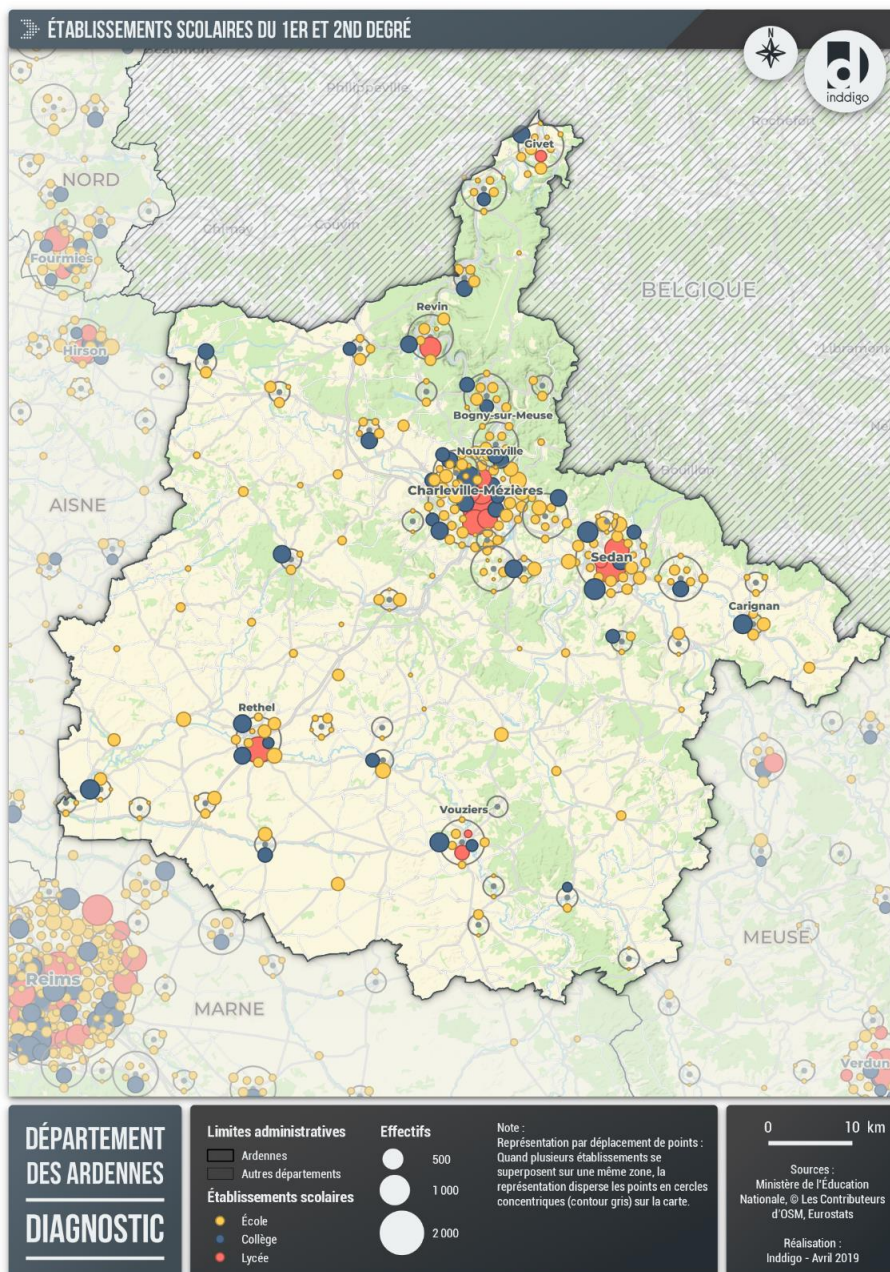 ÉTABLISSEMENTS SCOLAIRES DU 1ER ET 2ND DEGRÉ
N
inddigo
Beaumont
Philippeville
Rochefort
Givet
NORD
Chimay
Couvin
Fourmies
BELGIQUE
Revin
Hirson
Bogny-sur-Meuse
Nouzonville
Bouillon
Charleville-Mézières
AISNE
Sedan
Carignan
Rethel
Vouziers
MEUSE
Reims
MARNE
Verdun
DÉPARTEMENT
DES ARDENNES
DIAGNOSTIC
Limites administratives
Ardennes
Autres départements
Établissements scolaires
École
Collège
Lycée
Effectifs
500
1 000
2 000
Note :
Représentation par déplacement de points :
Quand plusieurs établissements se
superposent sur une même zone, la
représentation disperse les points en cercles
concentriques (contour gris) sur la carte.
0 10 km
Sources :
Ministère de l'Éducation
Nationale, © Les Contributeurs
d'OSM, Eurostats
Réalisation :
Inddigo - Avril 2019